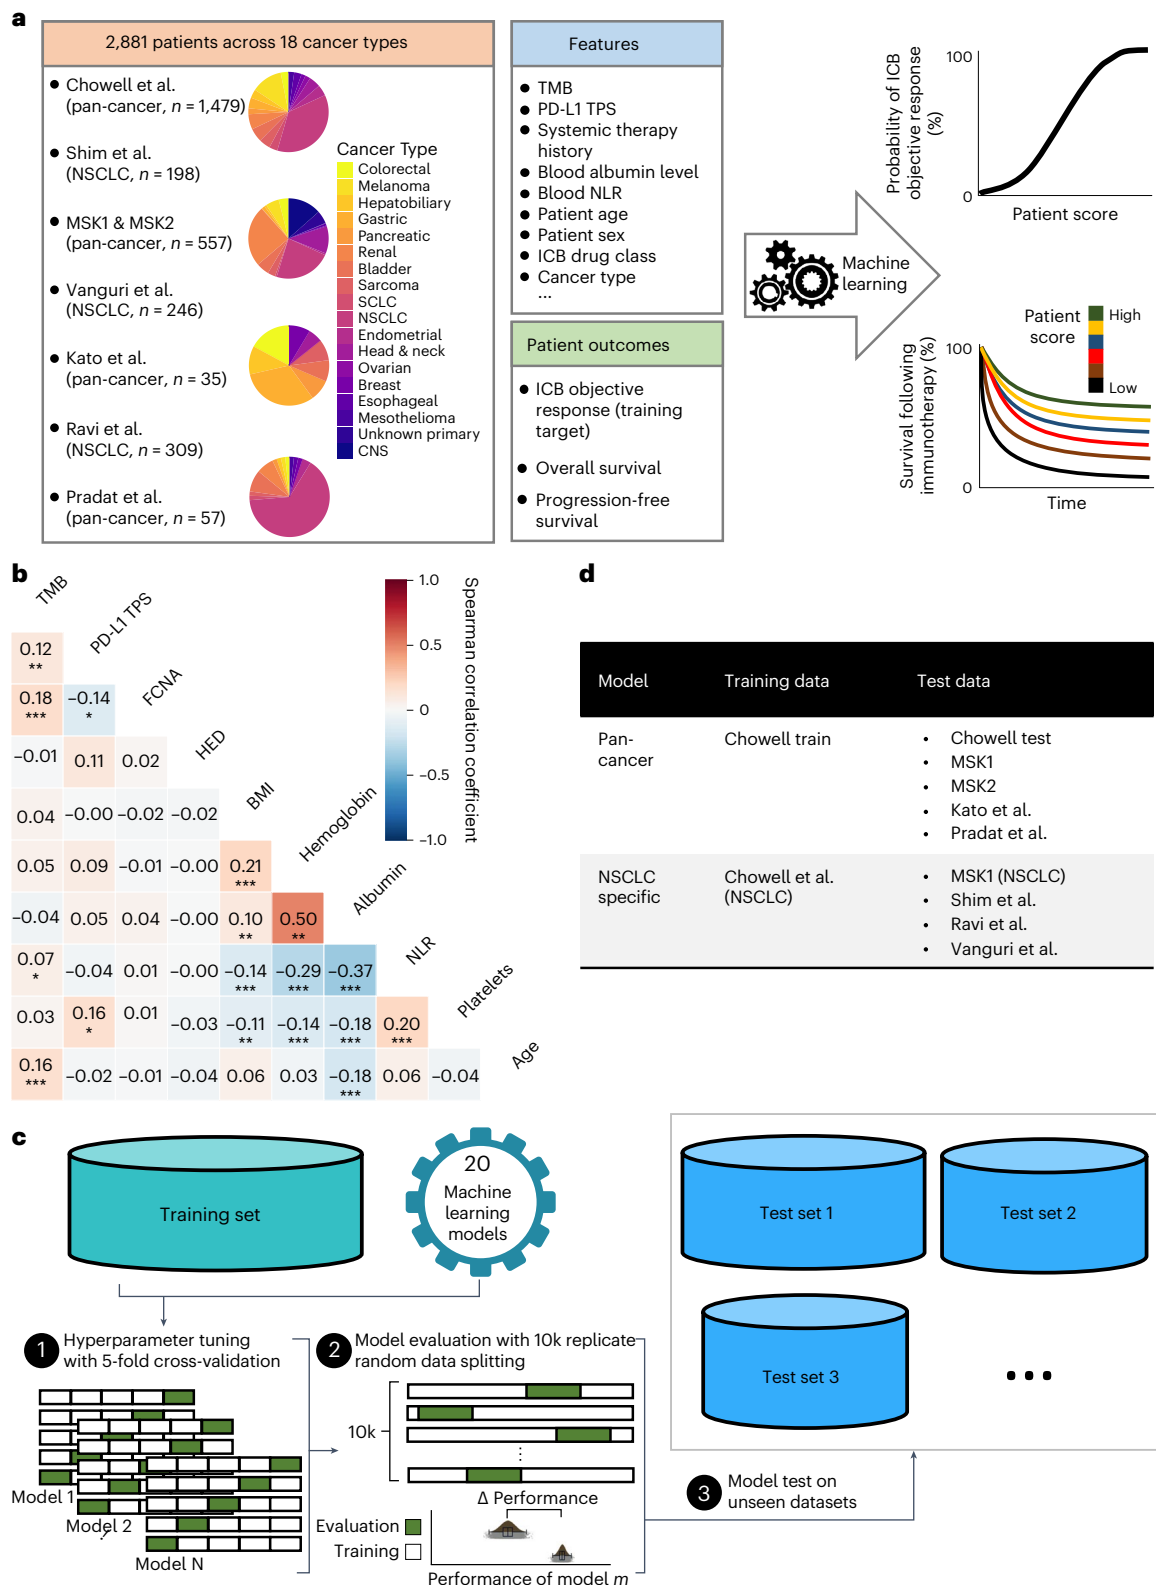 a
2,881 patients across 18 cancer types
Chowell et al.
(pan-cancer, n = 1,479)
Shim et al.
(NSCLC, n = 198)
MSK1 & MSK2
(pan-cancer, n = 557)
Vanguri et al.
(NSCLC, n = 246)
Kato et al.
(pan-cancer, n = 35)
Ravi et al.
(NSCLC, n = 309)
Pradat et al.
(pan-cancer, n = 57)
Cancer Type
Colorectal
Melanoma
Hepatobiliary
Gastric
Pancreatic
Renal
Bladder
Sarcoma
SCLC
NSCLC
Endometrial
Head & neck
Ovarian
Breast
Esophageal
Mesothelioma
Unknown primary
CNS
Features
TMB
PD-L1 TPS
Systemic therapy
history
Blood albumin level
Blood NLR
Patient age
Patient sex
ICB drug class
Cancer type
...
Patient outcomes
ICB objective
response (training
target)
Overall survival
Progression-free
survival
Machine
learning
Probability of ICB
objective response
(%)
100
0
Patient score
Patient
score
High
Low
Survival following
immunotherapy (%)
100
0
Time
b
TMB
PD-L1 TPS
FCNA
HED
BMI
Hemoglobin
Albumin
NLR
Platelets
Age
0.12
**
0.18 −0.14
*** *
−0.01 0.11 0.02
0.04 −0.00 −0.02 −0.02
0.05 0.09 −0.01 −0.00 0.21
***
−0.04 0.05 0.04 −0.00 0.10 0.50
** **
0.07 −0.04 0.01 −0.00 −0.14 −0.29 −0.37
* *** *** ***
0.03 0.16 0.01 −0.03 −0.11 −0.14 −0.18 0.20
* ** *** *** ***
0.16 −0.02 −0.01 −0.04 0.06 0.03 −0.18 0.06 −0.04
*** ***
1.0
0.5
0
−0.5
−1.0
Spearman correlation coefficient
d
Model Training data Test data
Pan-
cancer
Chowell train
• Chowell test
• MSK1
• MSK2
• Kato et al.
• Pradat et al.
NSCLC
specific
Chowell et al.
(NSCLC)
• MSK1 (NSCLC)
• Shim et al.
• Ravi et al.
• Vanguri et al.
c
Training set
20
Machine
learning
models
1
Hyperparameter tuning
with 5-fold cross-validation
Model 1
Model 2
Model N
2
Model evaluation with 10k replicate
random data splitting
10k
⋮
Δ Performance
Evaluation
Training
Performance of model m
3
Model test on
unseen datasets
Test set 1
Test set 2
Test set 3
...